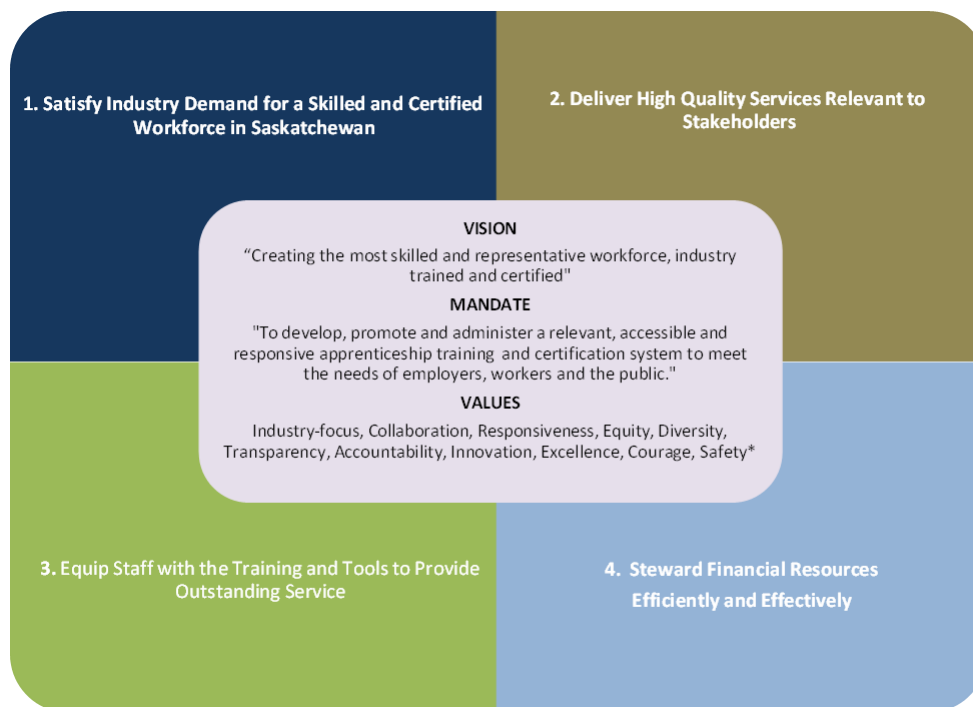 1. Satisfy Industry Demand for a Skilled and Certified
Workforce in Saskatchewan
2. Deliver High Quality Services Relevant to
Stakeholders
VISION
“Creating the most skilled and representative workforce, industry
trained and certified"
MANDATE
"To develop, promote and administer a relevant, accessible and
responsive apprenticeship training and certification system to meet
the needs of employers, workers and the public."
VALUES
Industry-focus, Collaboration, Responsiveness, Equity, Diversity,
Transparency, Accountability, Innovation, Excellence, Courage, Safety*
3. Equip Staff with the Training and Tools to Provide
Outstanding Service
4. Steward Financial Resources
Efficiently and Effectively